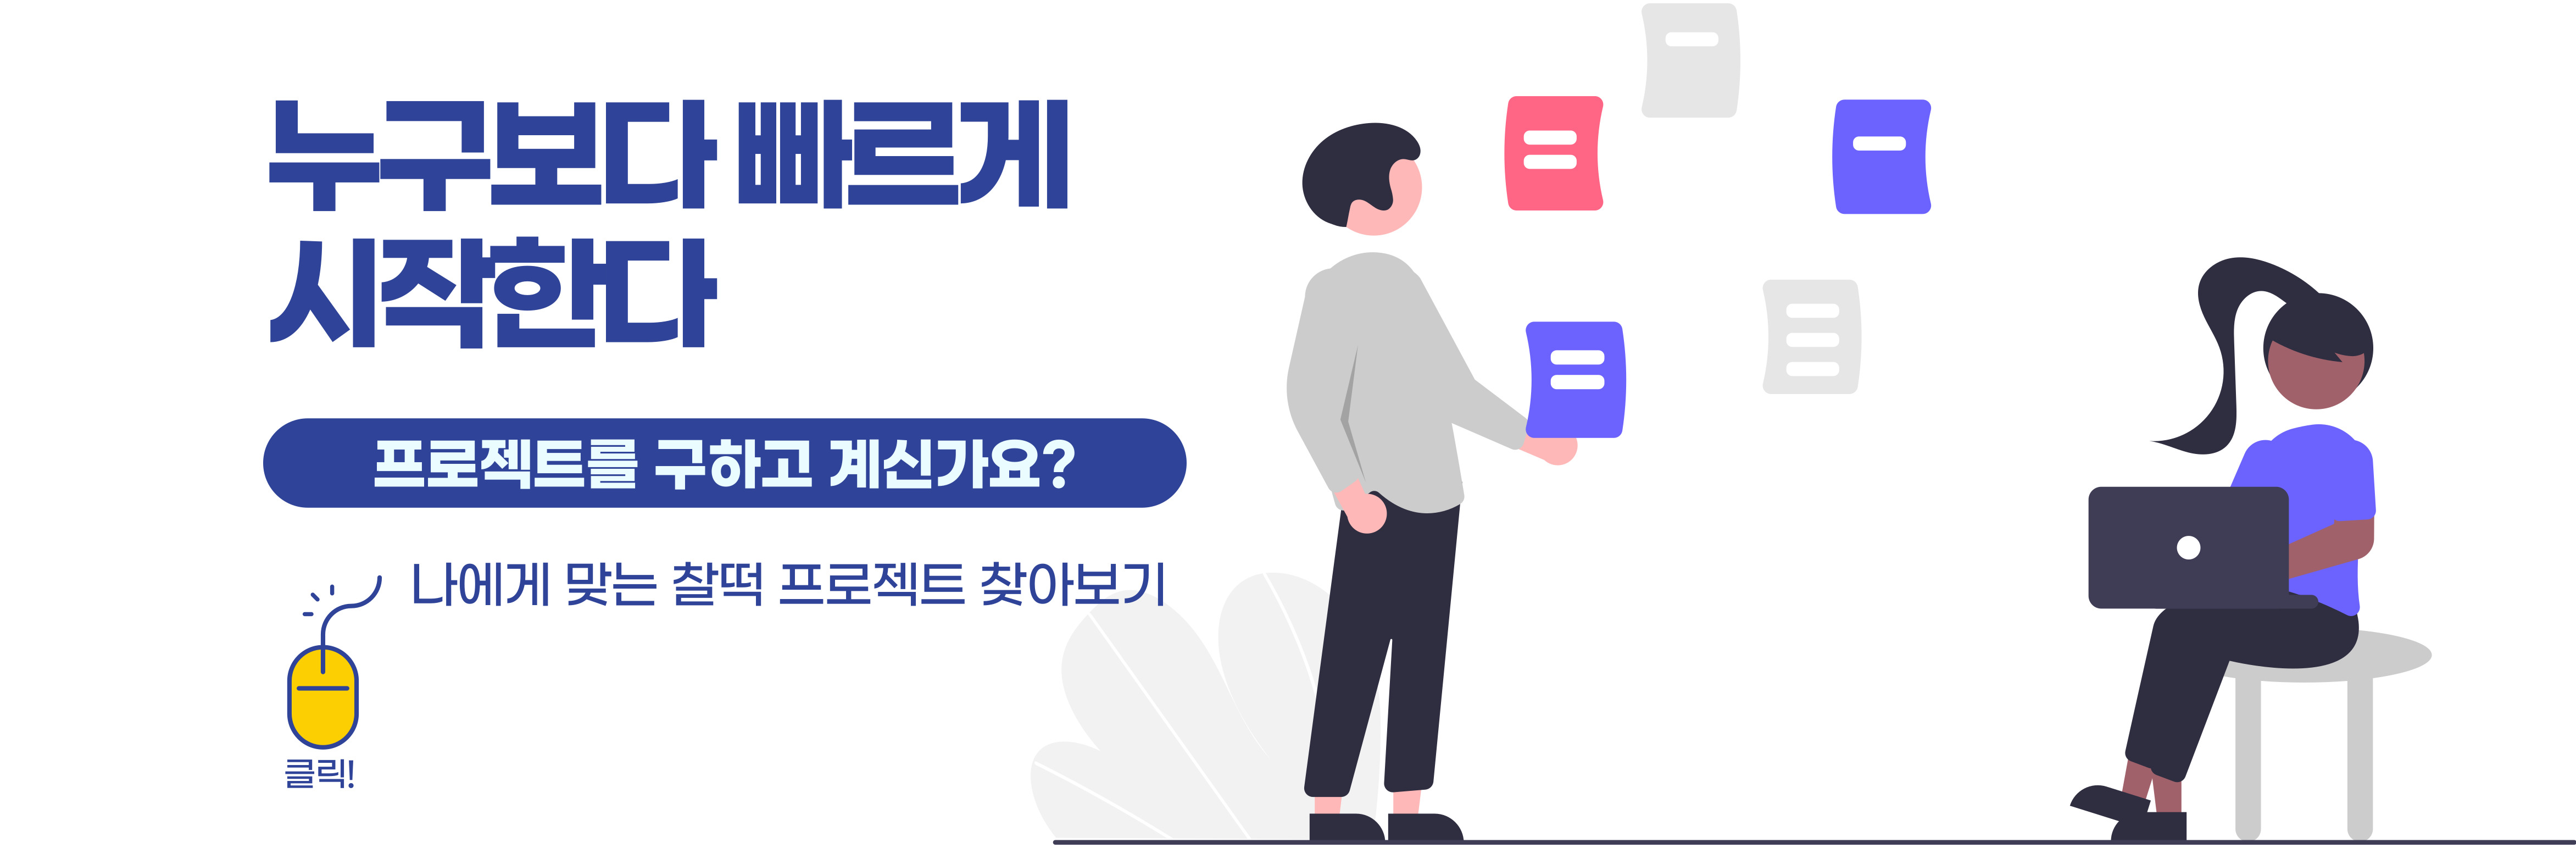 누구보다 빠르게
시작한다
프로젝트를 구하고 계신가요?
나에게 맞는 찰떡 프로젝트 찾아보기
클릭!